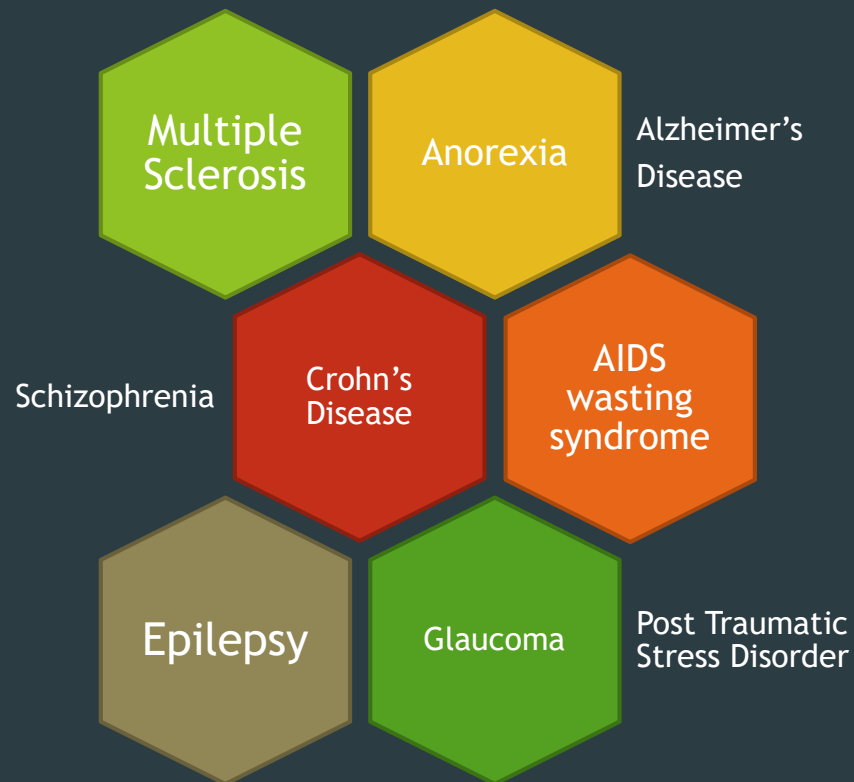 Multiple
Sclerosis
Anorexia
Alzheimer’s
Disease
Schizophrenia
Crohn’s
Disease
AIDS
wasting
syndrome
Epilepsy
Glaucoma
Post Traumatic
Stress Disorder